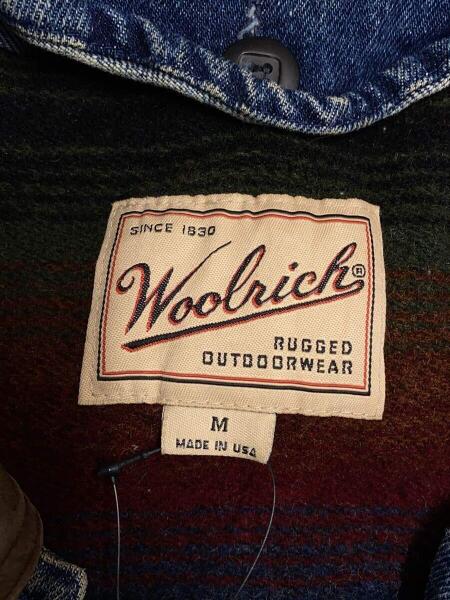 SINCE 1830
Woolrich®
RUGGED
OUTDOORWEAR
M
MADE IN USA